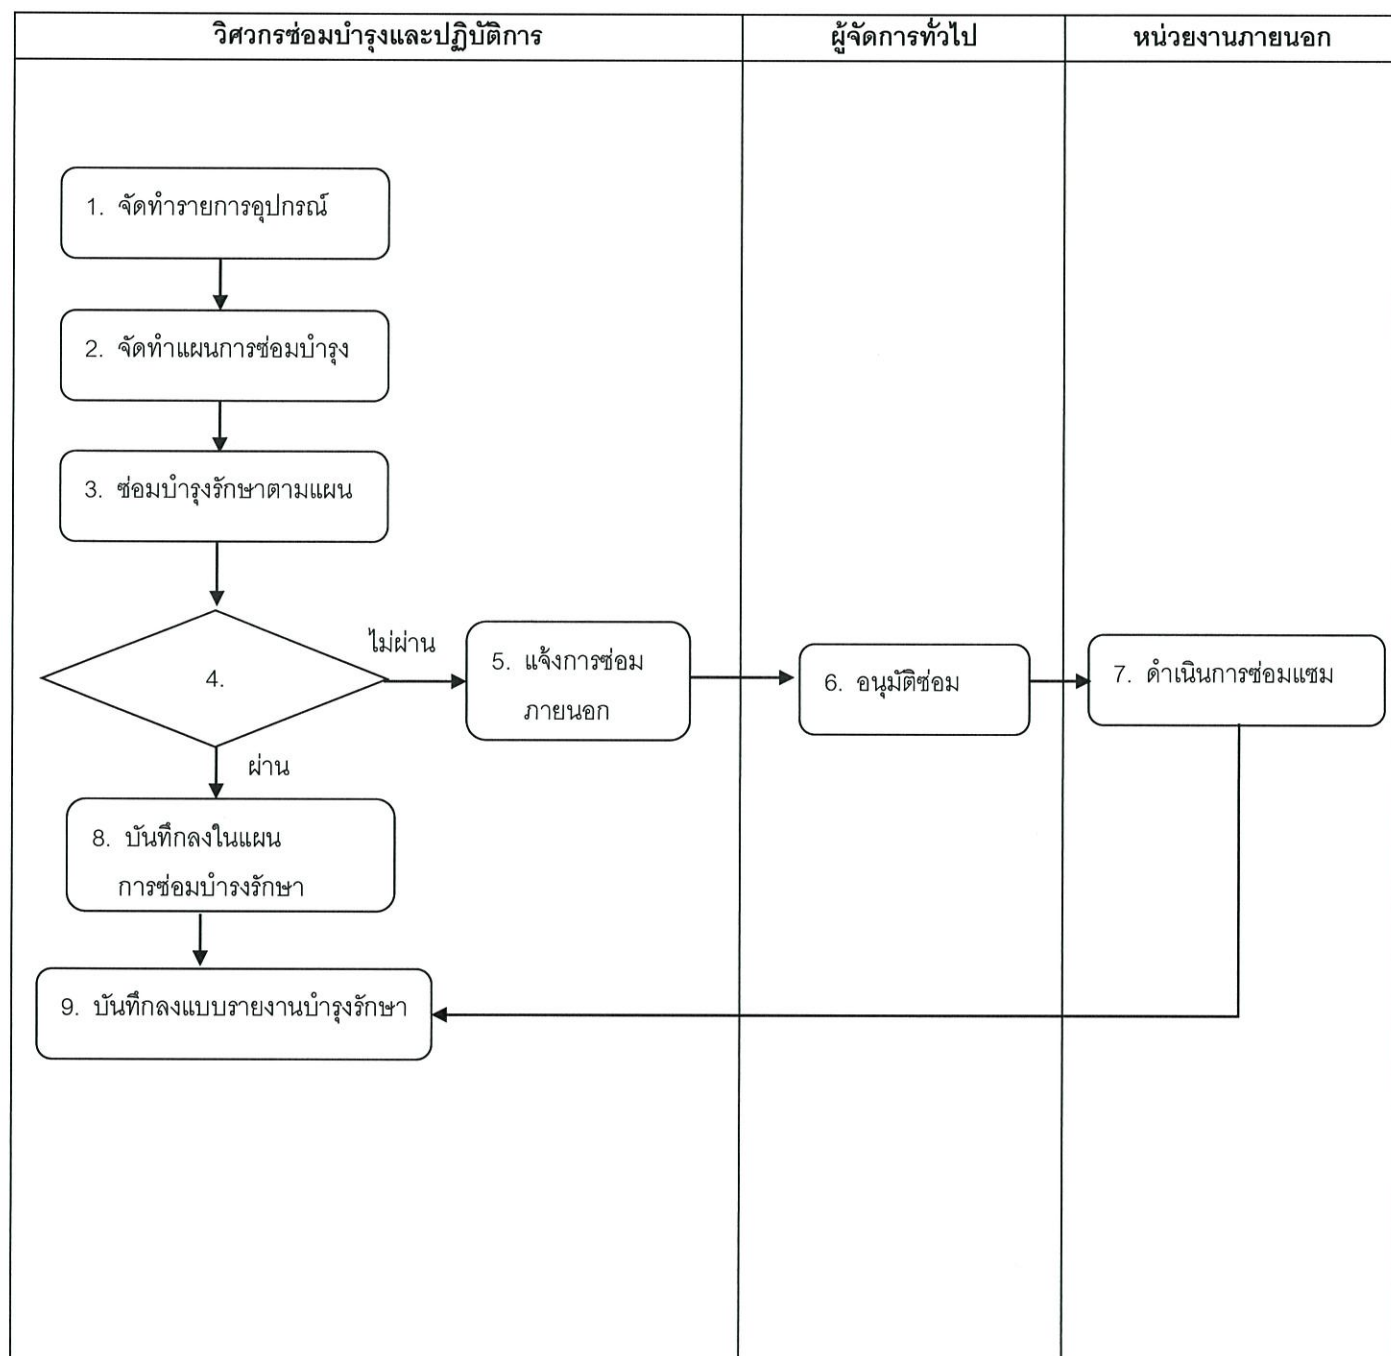 วิศวกรซ่อมบำรุงและปฏิบัติการ
ผู้จัดการทั่วไป
หน่วยงานภายนอก
1. จัดทำรายการอุปกรณ์
2. จัดทำแผนการซ่อมบำรุง
3. ซ่อมบำรุงรักษาตามแผน
4.
ไม่ผ่าน
5. แจ้งการซ่อม
ภายนอก
6. อนุมัติซ่อม
7. ดำเนินการซ่อมแซม
ผ่าน
8. บันทึกลงในแผน
การซ่อมบำรงรักษา
9. บันทึกลงแบบรายงานบำรุงรักษา